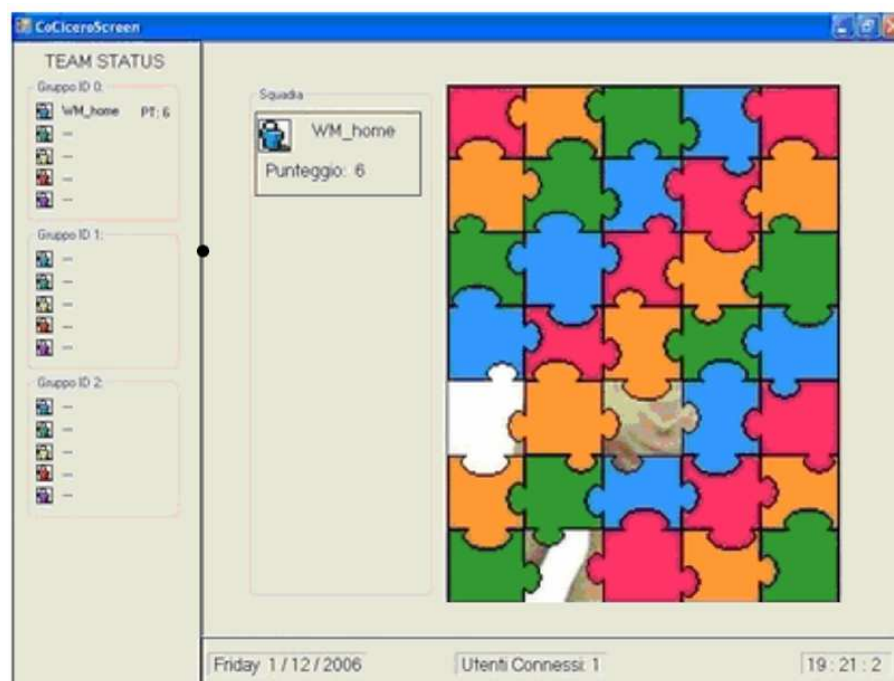 CoCiceroScreen
TEAM STATUS
Gruppo ID 0:
WM_home PT: 6
--
--
--
--
Gruppo ID 1:
--
--
--
--
--
Gruppo ID 2:
--
--
--
--
--
Squadra
WM_home
Punteggio: 6
Friday 1 / 12 / 2006
Utenti Connessi: 1
19 : 21 : 2